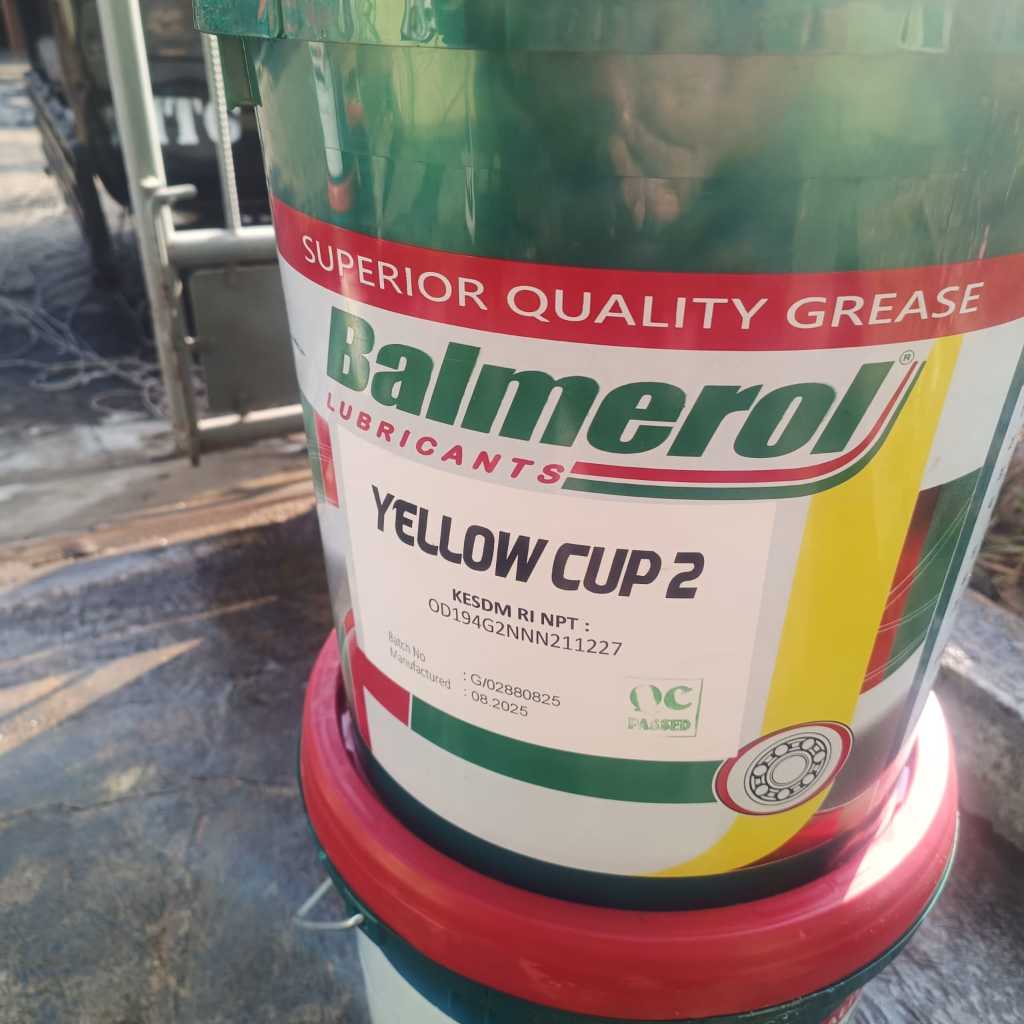 SUPERIOR QUALITY GREASE
Balmerol®
LUBRICANTS
YELLOW CUP 2
KESDM RI NPT :
OD194G2NNN211227
Batch No : G/02880825
Manufactured : 08.2025
QC
PASSED